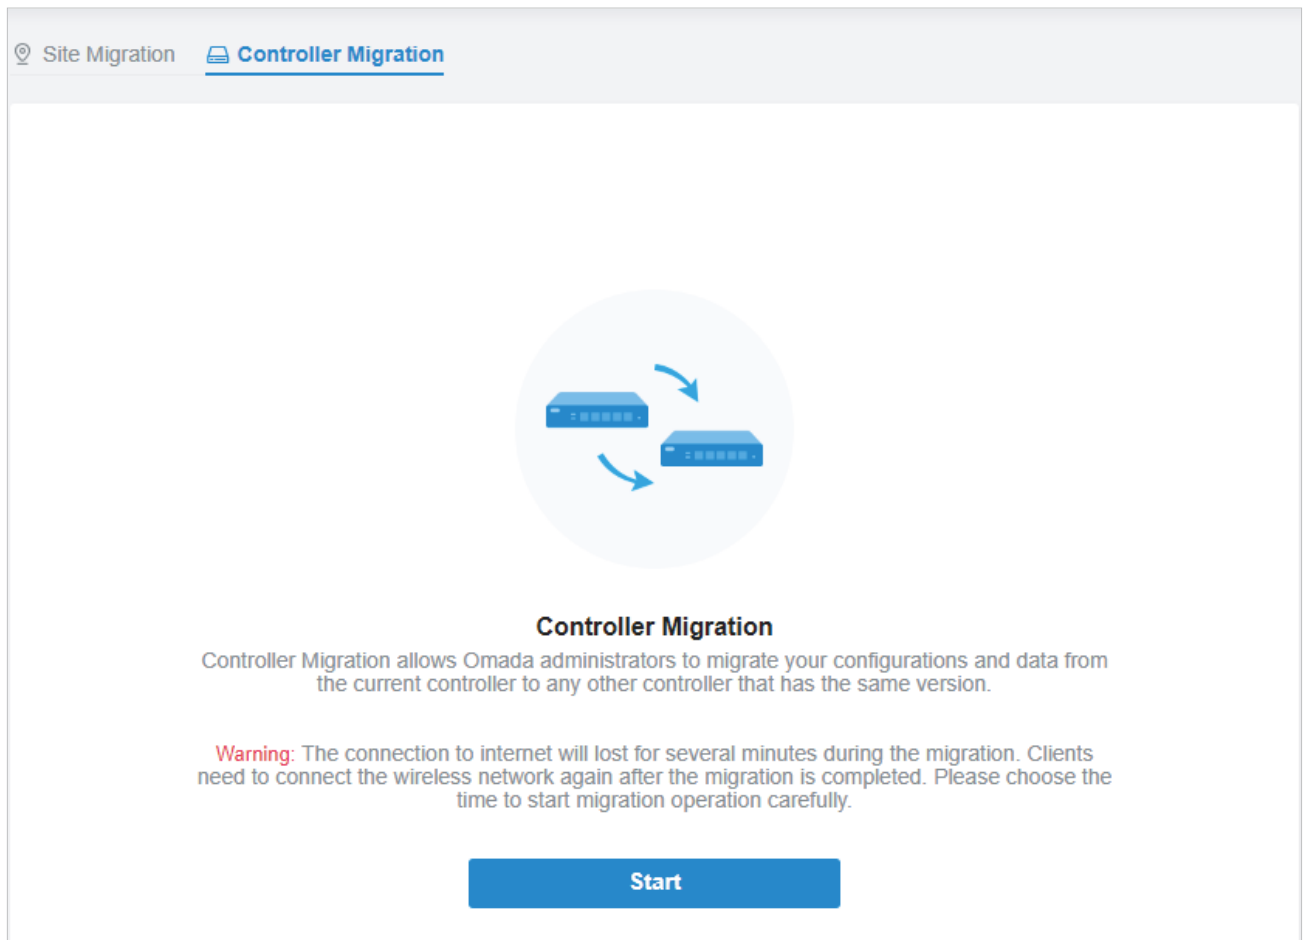 Site Migration
Controller Migration
Controller Migration
Controller Migration allows Omada administrators to migrate your configurations and data from
the current controller to any other controller that has the same version.
Warning: The connection to internet will lost for several minutes during the migration. Clients
need to connect the wireless network again after the migration is completed. Please choose the
time to start migration operation carefully.
Start